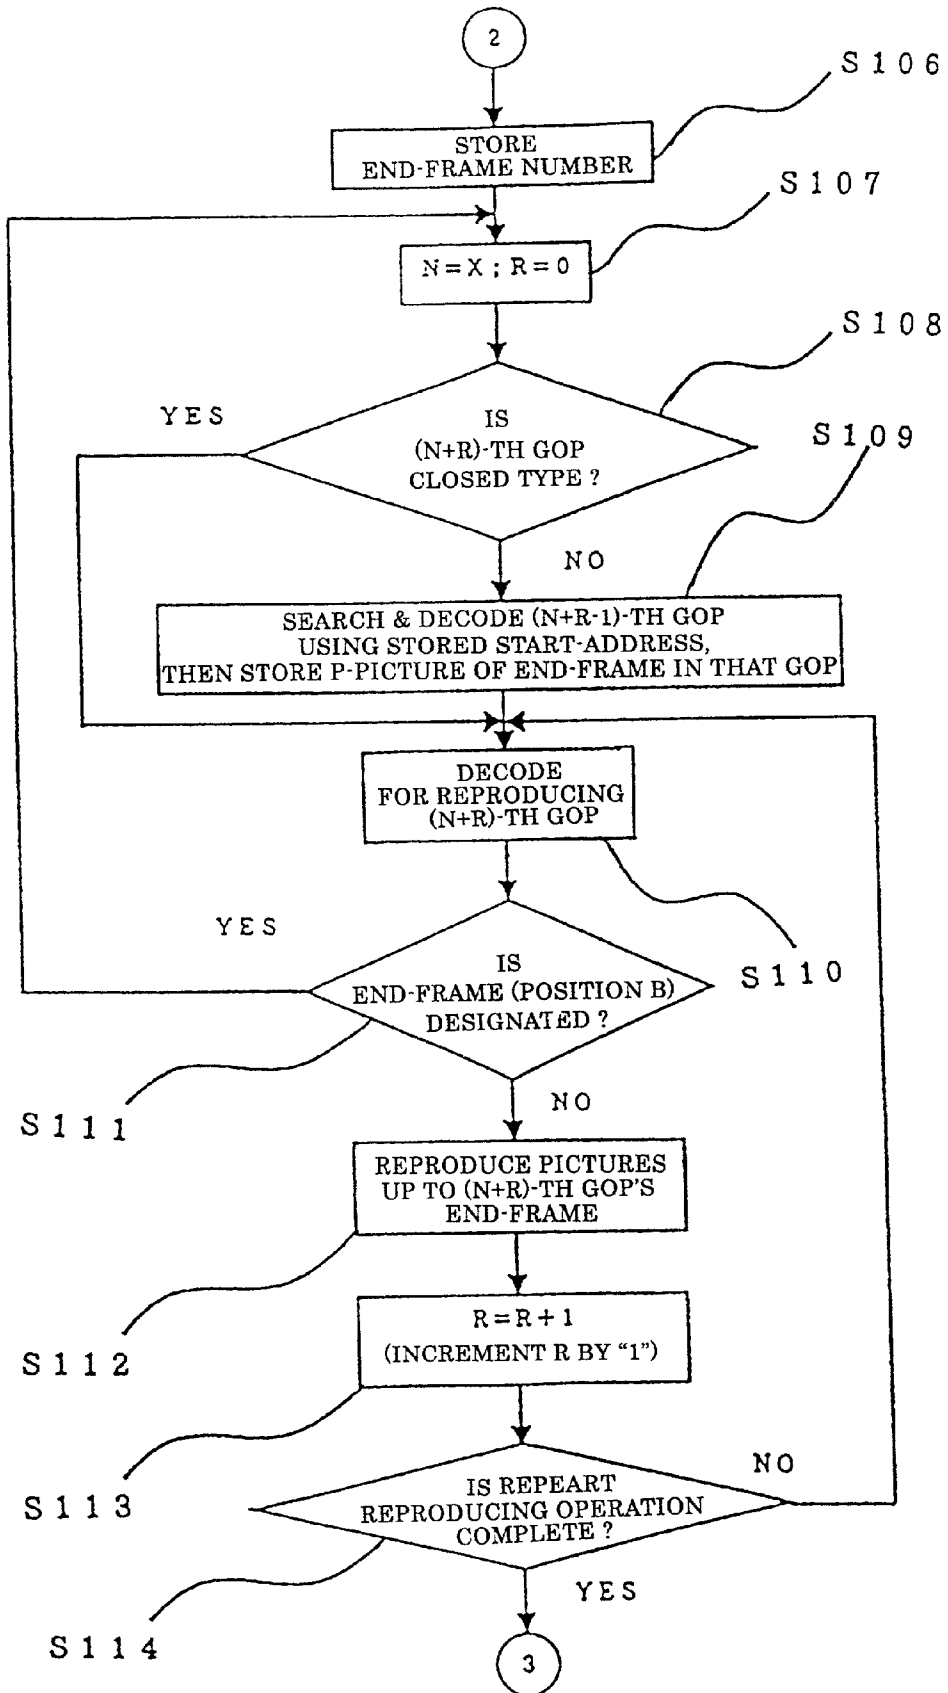 2
S106
STORE
END-FRAME NUMBER
S107
N=X ; R=0
S108
YES
IS
(N+R)-TH GOP
CLOSED TYPE ?
S109
NO
SEARCH & DECODE (N+R-1)-TH GOP
USING STORED START-ADDRESS,
THEN STORE P-PICTURE OF END-FRAME IN THAT GOP
DECODE
FOR REPRODUCING
(N+R)-TH GOP
YES
IS
END-FRAME (POSITION B)
DESIGNATED ?
S110
S111
NO
REPRODUCE PICTURES
UP TO (N+R)-TH GOP'S
END-FRAME
S112
R=R+1
(INCREMENT R BY “1”)
S113
NO
IS REPEART
REPRODUCING OPERATION
COMPLETE ?
YES
S114
3